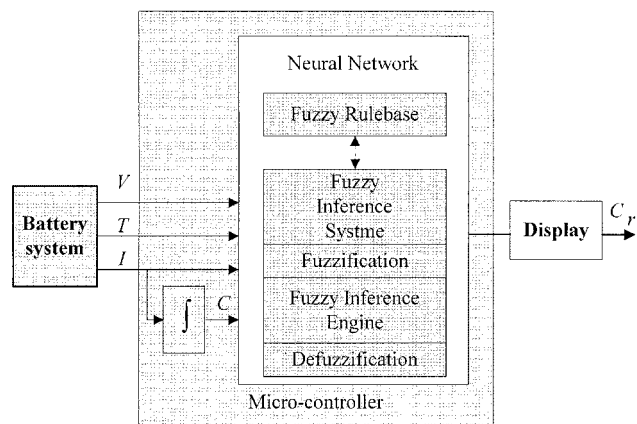 Neural Network
Fuzzy Rulebase
V
Fuzzy
Inference
Systme
Battery
system
T
I
Fuzzification
∫
C
Fuzzy Inference
Engine
Defuzzification
Display
C r
Micro-controller